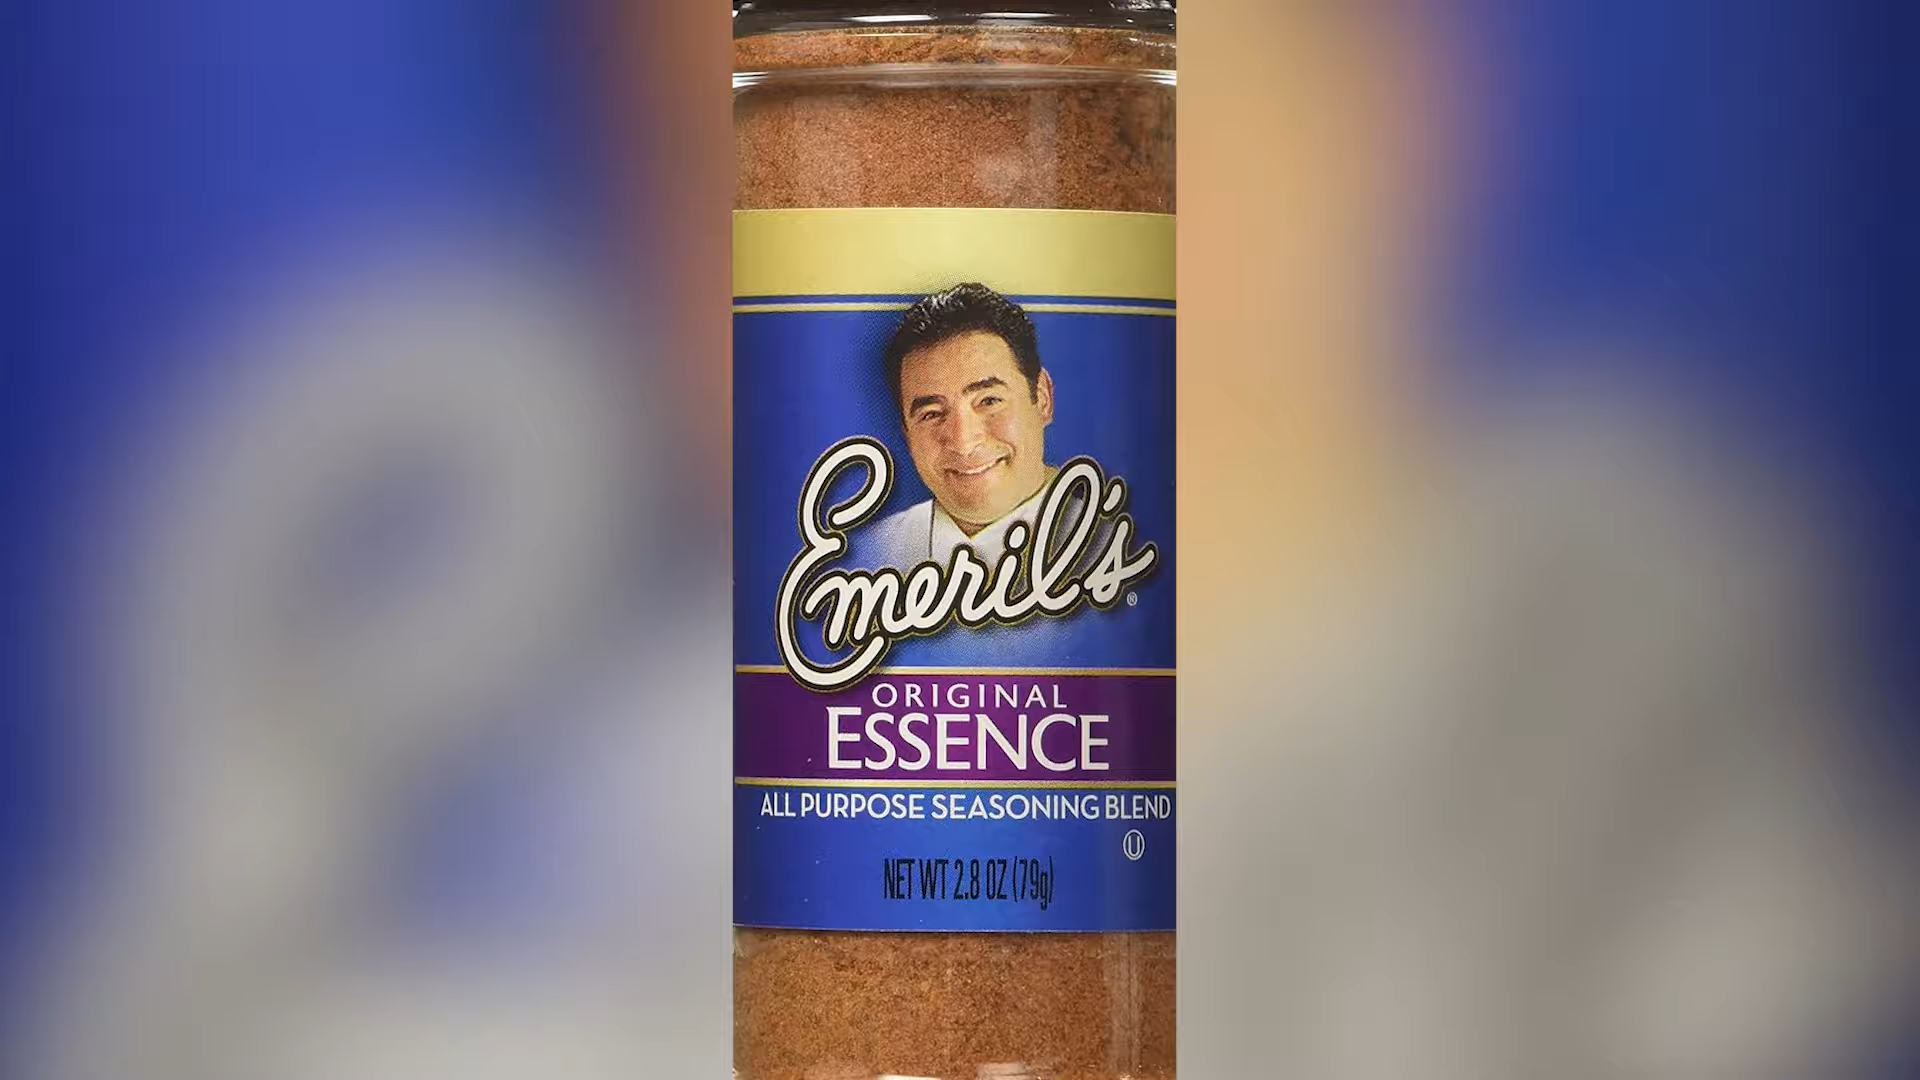 Emeril's®
ORIGINAL
ESSENCE
ALL PURPOSE SEASONING BLEND
U
NET WT 2.8 OZ (79g)